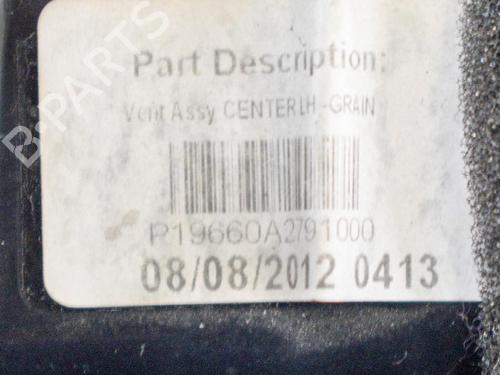 Part Description:
Vent Assy CENTER LH -GRAIN
P19660A2791000
08/08/2012 0413
B-PARTS